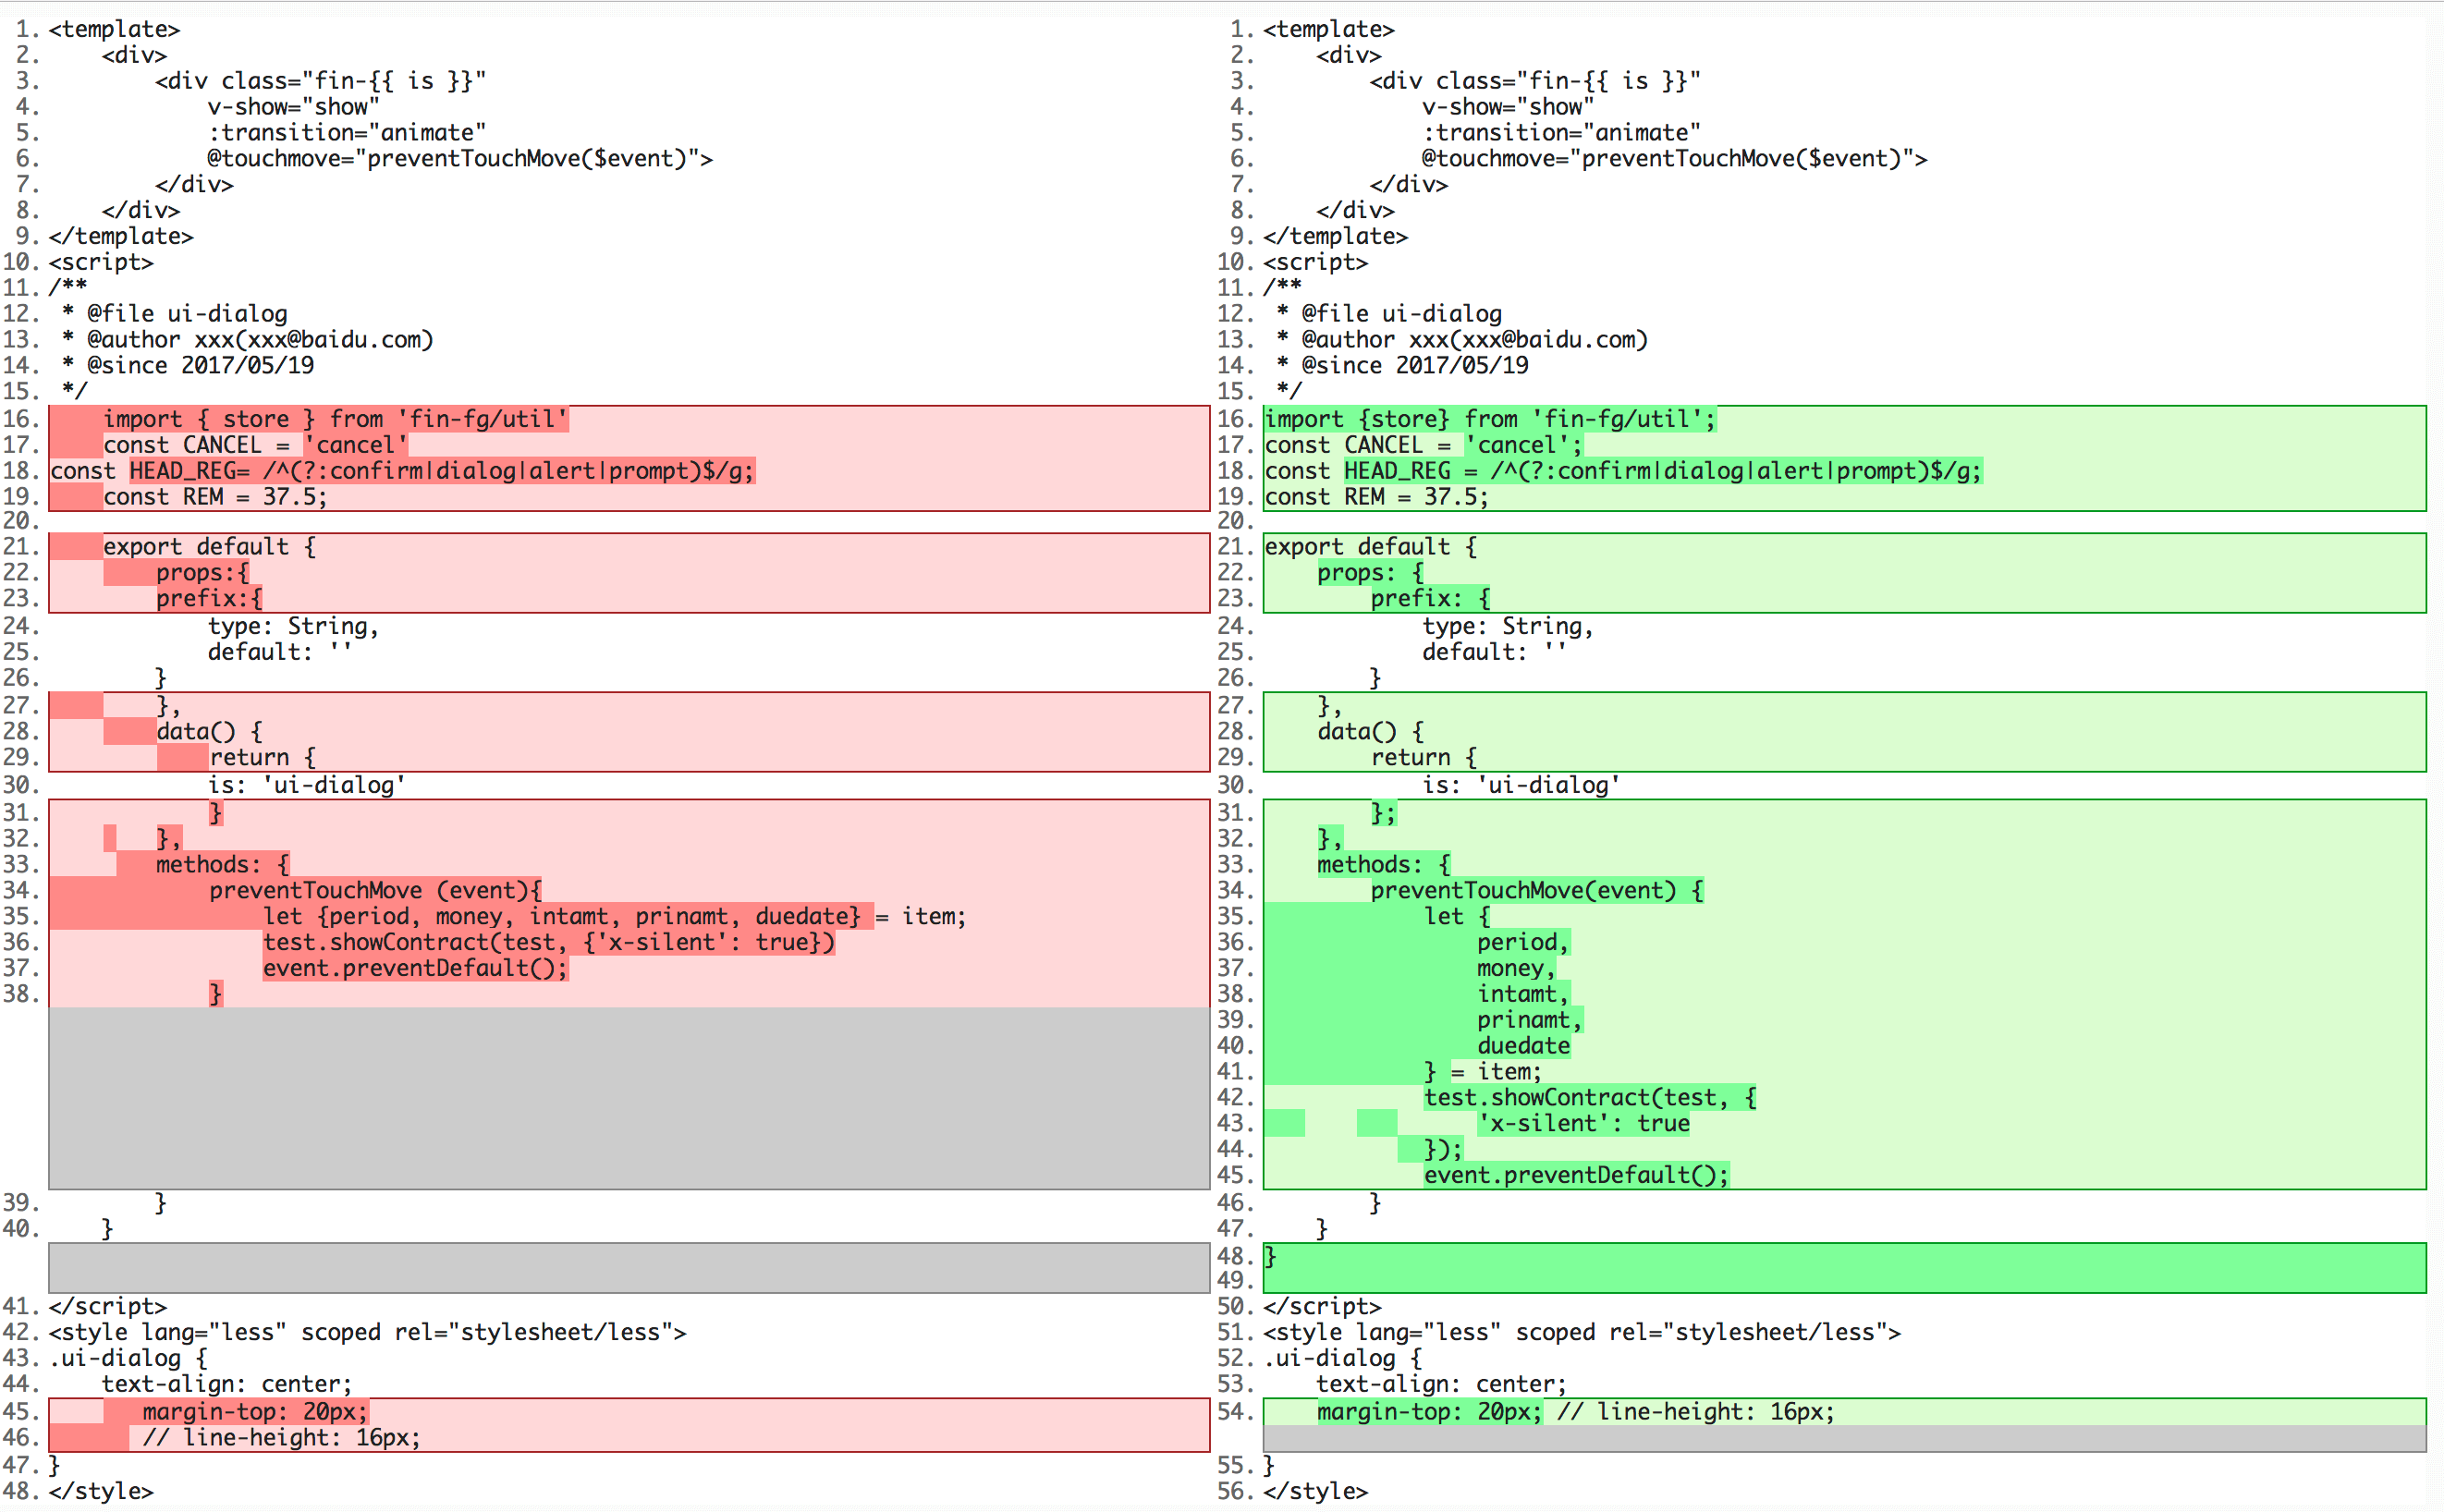 1. <template>
2.     <div>
3.         <div class="fin-{{ is }}"
4.             v-show="show"
5.             :transition="animate"
6.             @touchmove="preventTouchMove($event)">
7.         </div>
8.     </div>
9. </template>
10. <script>
11. /**
12.  * @file ui-dialog
13.  * @author xxx(xxx@baidu.com)
14.  * @since 2017/05/19
15.  */
16.     import { store } from 'fin-fg/util'
17.     const CANCEL = 'cancel'
18. const HEAD_REG= /^(?:confirm|dialog|alert|prompt)$/g;
19.     const REM = 37.5;
20.
21.     export default {
22.         props:{
23.         prefix:{
24.             type: String,
25.             default: ''
26.         }
27.         },
28.         data() {
29.             return {
30.             is: 'ui-dialog'
31.             }
32.         },
33.         methods: {
34.             preventTouchMove (event){
35.                 let {period, money, intamt, prinamt, duedate} = item;
36.                 test.showContract(test, {'x-silent': true})
37.                 event.preventDefault();
38.             }
39.         }
40.     }
41. </script>
42. <style lang="less" scoped rel="stylesheet/less">
43. .ui-dialog {
44.     text-align: center;
45.        margin-top: 20px;
46.        // line-height: 16px;
47. }
48. </style>
1. <template>
2.     <div>
3.         <div class="fin-{{ is }}"
4.             v-show="show"
5.             :transition="animate"
6.             @touchmove="preventTouchMove($event)">
7.         </div>
8.     </div>
9. </template>
10. <script>
11. /**
12.  * @file ui-dialog
13.  * @author xxx(xxx@baidu.com)
14.  * @since 2017/05/19
15.  */
16. import {store} from 'fin-fg/util';
17. const CANCEL = 'cancel';
18. const HEAD_REG = /^(?:confirm|dialog|alert|prompt)$/g;
19. const REM = 37.5;
20.
21. export default {
22.     props: {
23.         prefix: {
24.             type: String,
25.             default: ''
26.         }
27.     },
28.     data() {
29.         return {
30.             is: 'ui-dialog'
31.         };
32.     },
33.     methods: {
34.         preventTouchMove(event) {
35.             let {
36.                 period,
37.                 money,
38.                 intamt,
39.                 prinamt,
40.                 duedate
41.             } = item;
42.             test.showContract(test, {
43.                 'x-silent': true
44.             });
45.             event.preventDefault();
46.         }
47.     }
48. }
49.
50. </script>
51. <style lang="less" scoped rel="stylesheet/less">
52. .ui-dialog {
53.     text-align: center;
54.     margin-top: 20px; // line-height: 16px;
55. }
56. </style>